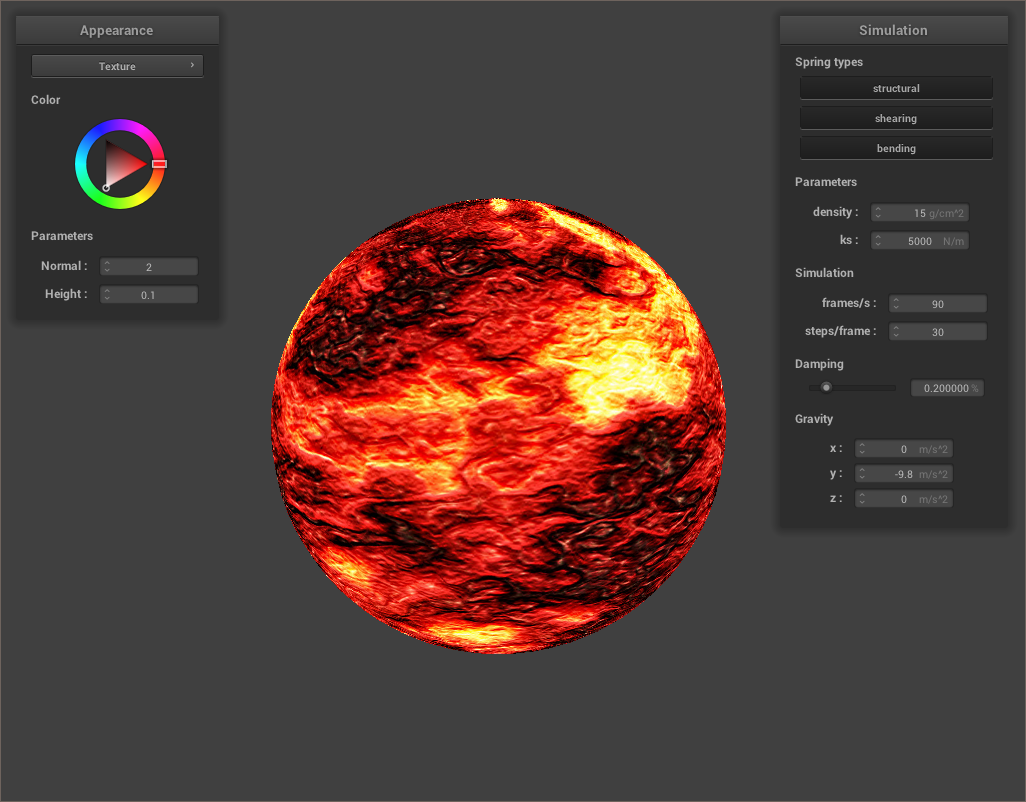 Appearance
Texture ›
Color
Parameters
Normal : 2
Height : 0.1
Simulation
Spring types
structural
shearing
bending
Parameters
density : 15 g/cm^2
ks : 5000 N/m
Simulation
frames/s : 90
steps/frame : 30
Damping
0.200000 %
Gravity
x : 0 m/s^2
y : -9.8 m/s^2
z : 0 m/s^2